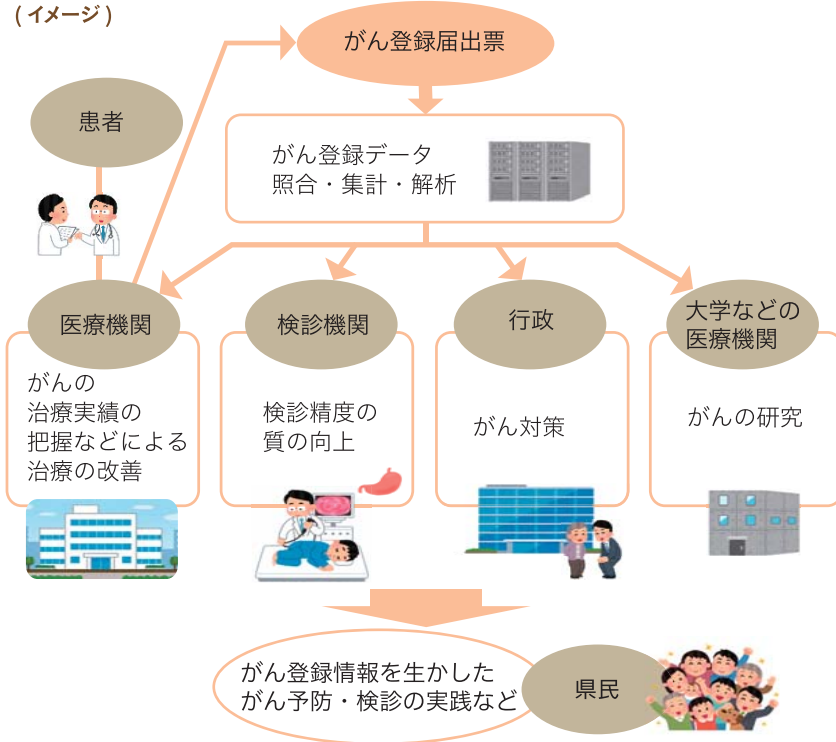 (イメージ)
がん登録届出票
患者
がん登録データ
照合・集計・解析
医療機関
がんの
治療実績の
把握などによる
治療の改善
検診機関
検診精度の
質の向上
行政
がん対策
大学などの
医療機関
がんの研究
がん登録情報を生かした
がん予防・検診の実践など
県民